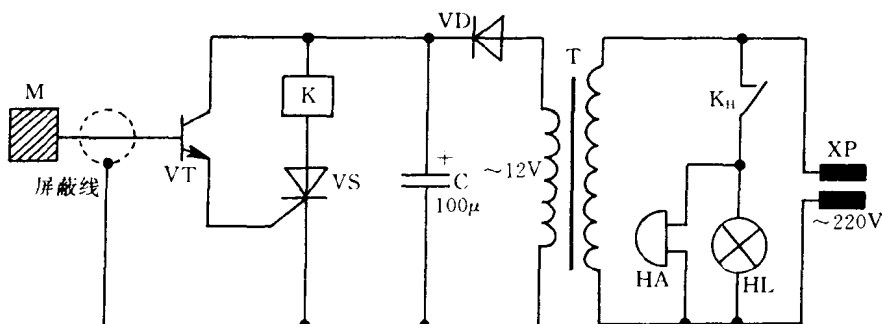 VD
T
M
K
K_H
+
XP
VT
VS
C
~12V
屏蔽线
100μ
~220V
HA
HL